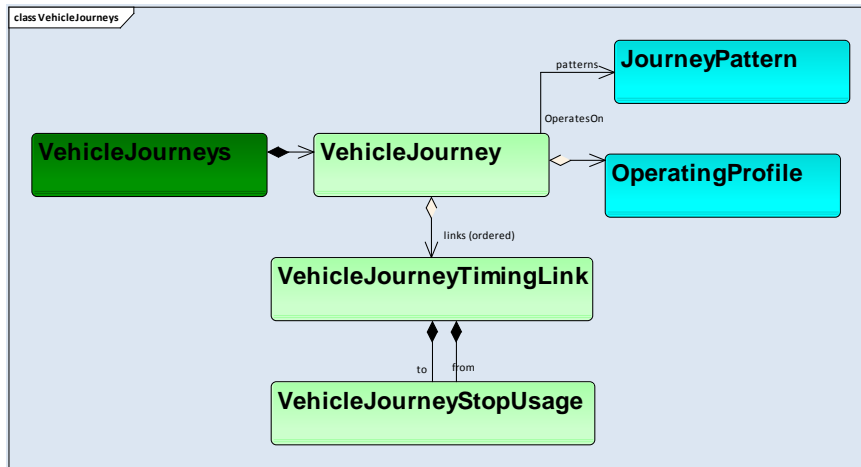 class VehicleJourneys
patterns
JourneyPattern
OperatesOn
VehicleJourneys
VehicleJourney
OperatingProfile
links (ordered)
VehicleJourneyTimingLink
to
from
VehicleJourneyStopUsage